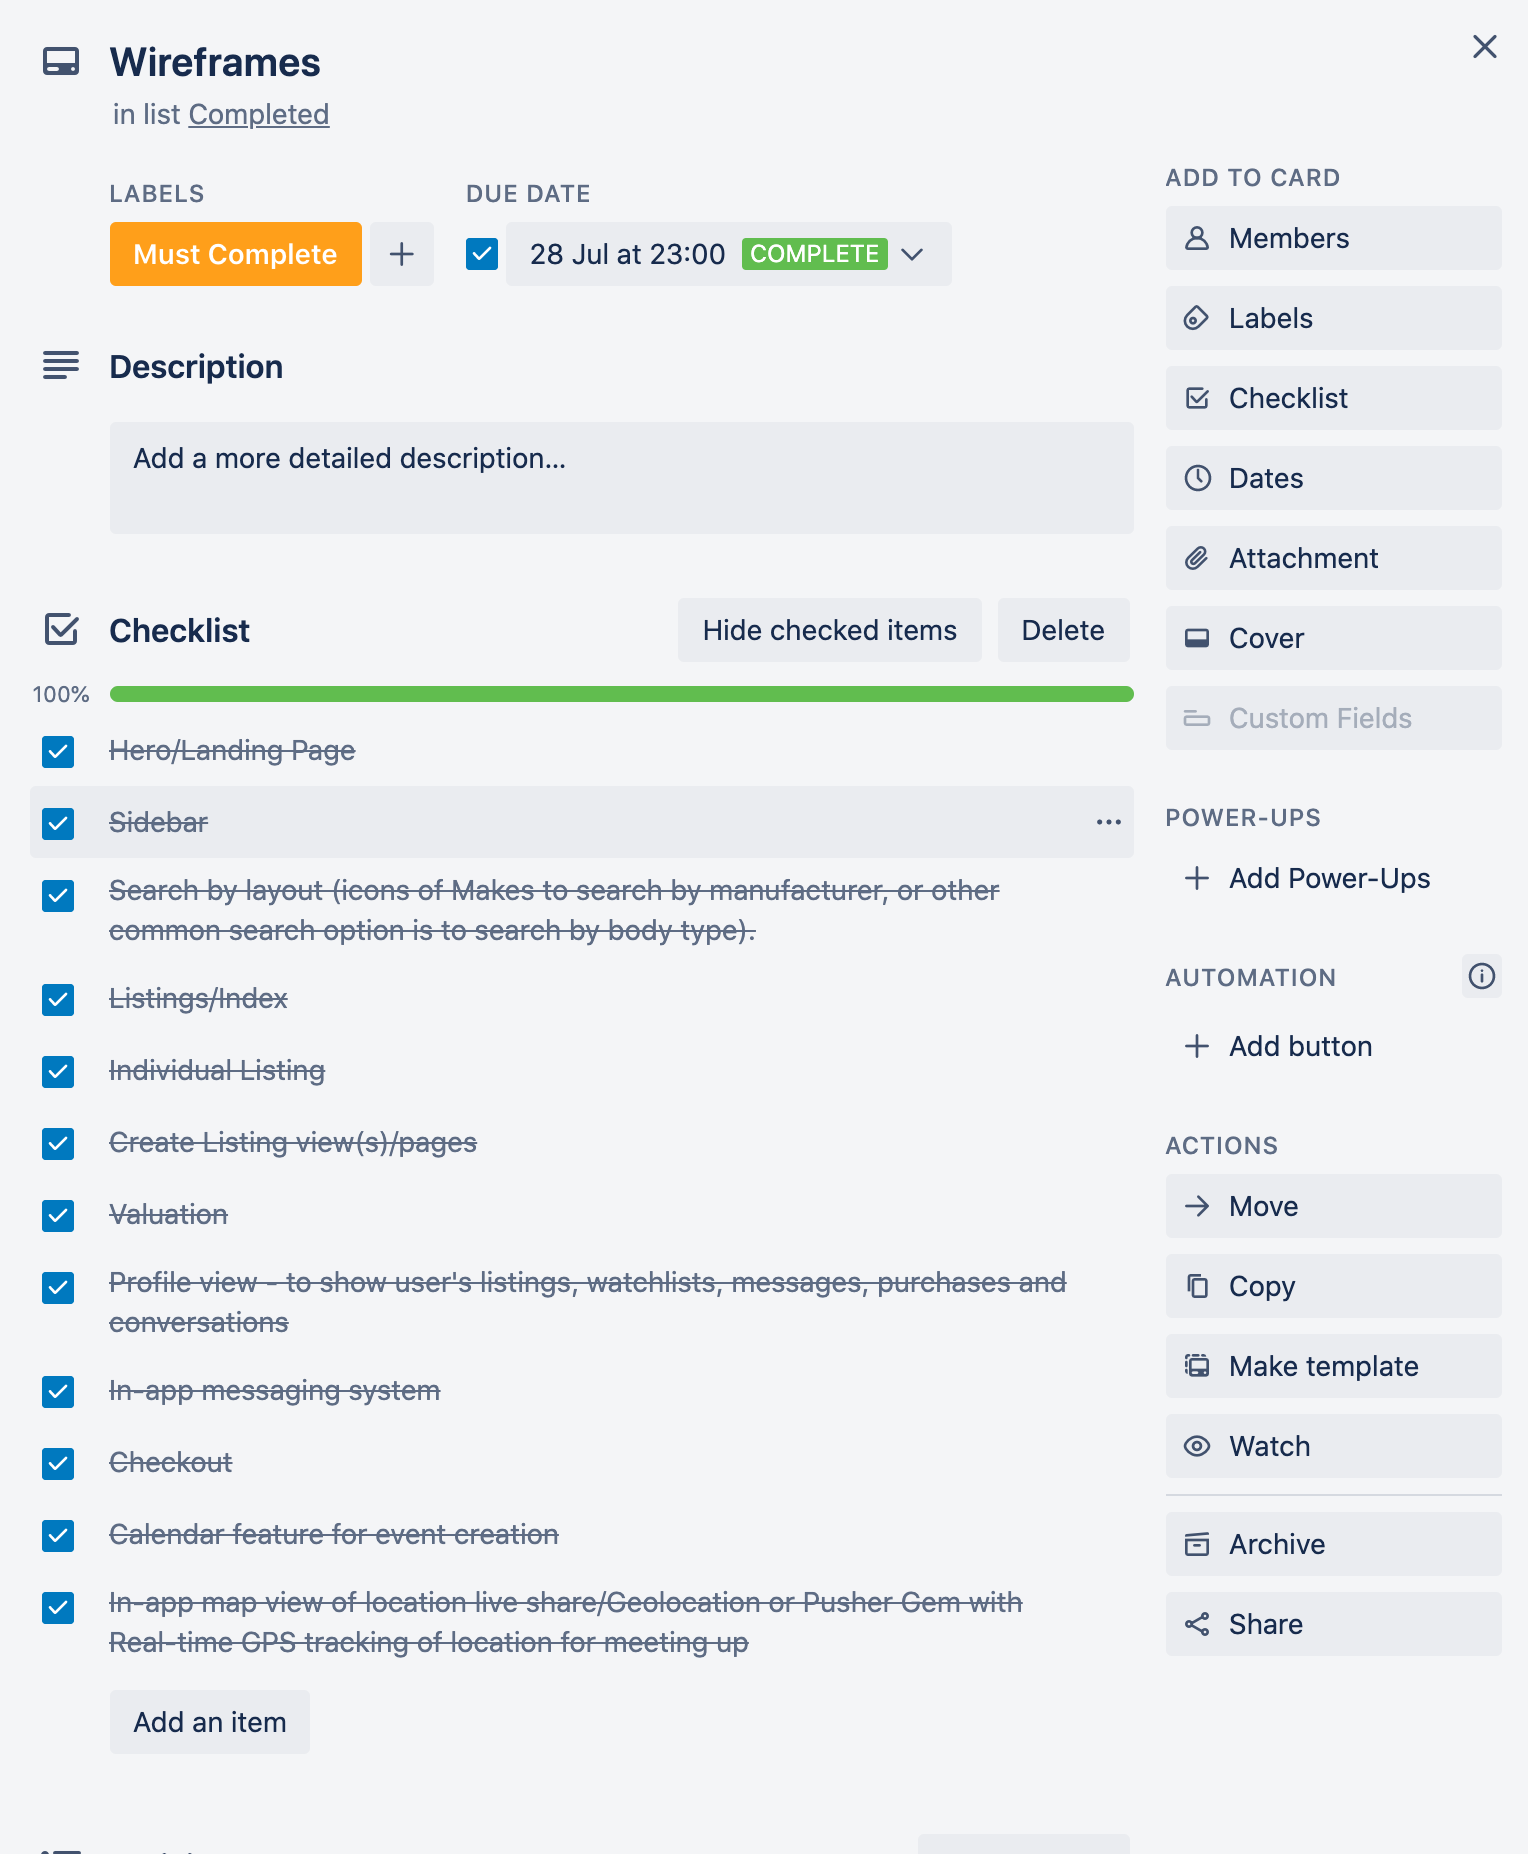 Wireframes
in list Completed
LABELS
Must Complete
DUE DATE
28 Jul at 23:00 COMPLETE
Description
Add a more detailed description...
Checklist
Hide checked items
Delete
100%
Hero/Landing Page
Sidebar
Search by layout (icons of Makes to search by manufacturer, or other
common search option is to search by body type).
Listings/Index
Individual Listing
Create Listing view(s)/pages
Valuation
Profile view - to show user's listings, watchlists, messages, purchases and
conversations
In-app messaging system
Checkout
Calendar feature for event creation
In-app map view of location live share/Geolocation or Pusher Gem with
Real-time GPS tracking of location for meeting up
Add an item
ADD TO CARD
Members
Labels
Checklist
Dates
Attachment
Cover
Custom Fields
POWER-UPS
Add Power-Ups
AUTOMATION
Add button
ACTIONS
Move
Copy
Make template
Watch
Archive
Share